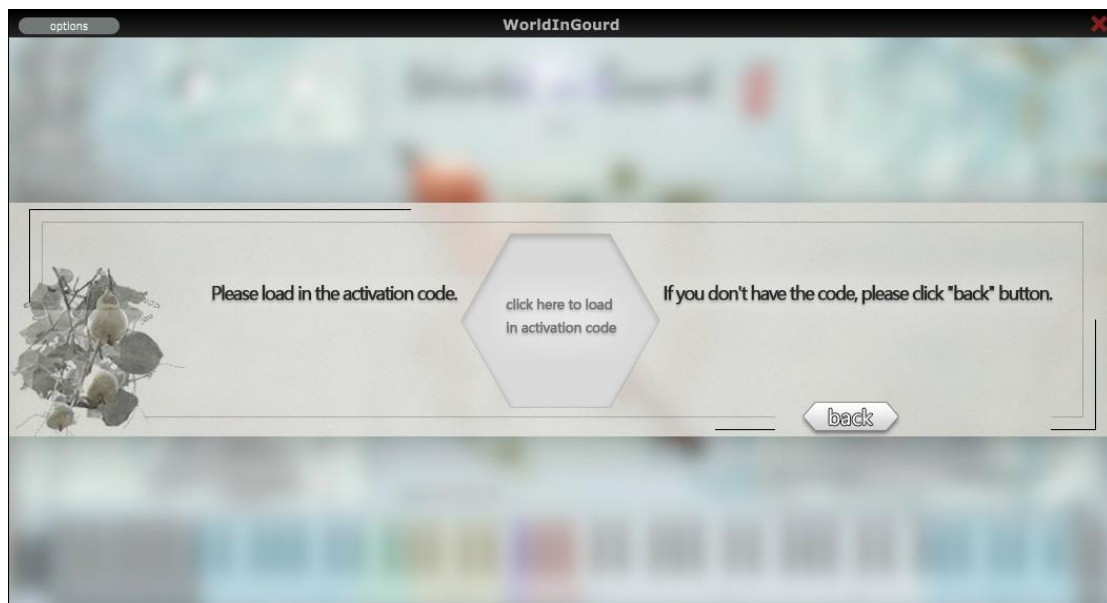 options
WorldInGourd
Please load in the activation code.
click here to load
in activation code
If you don't have the code, please click "back" button.
back